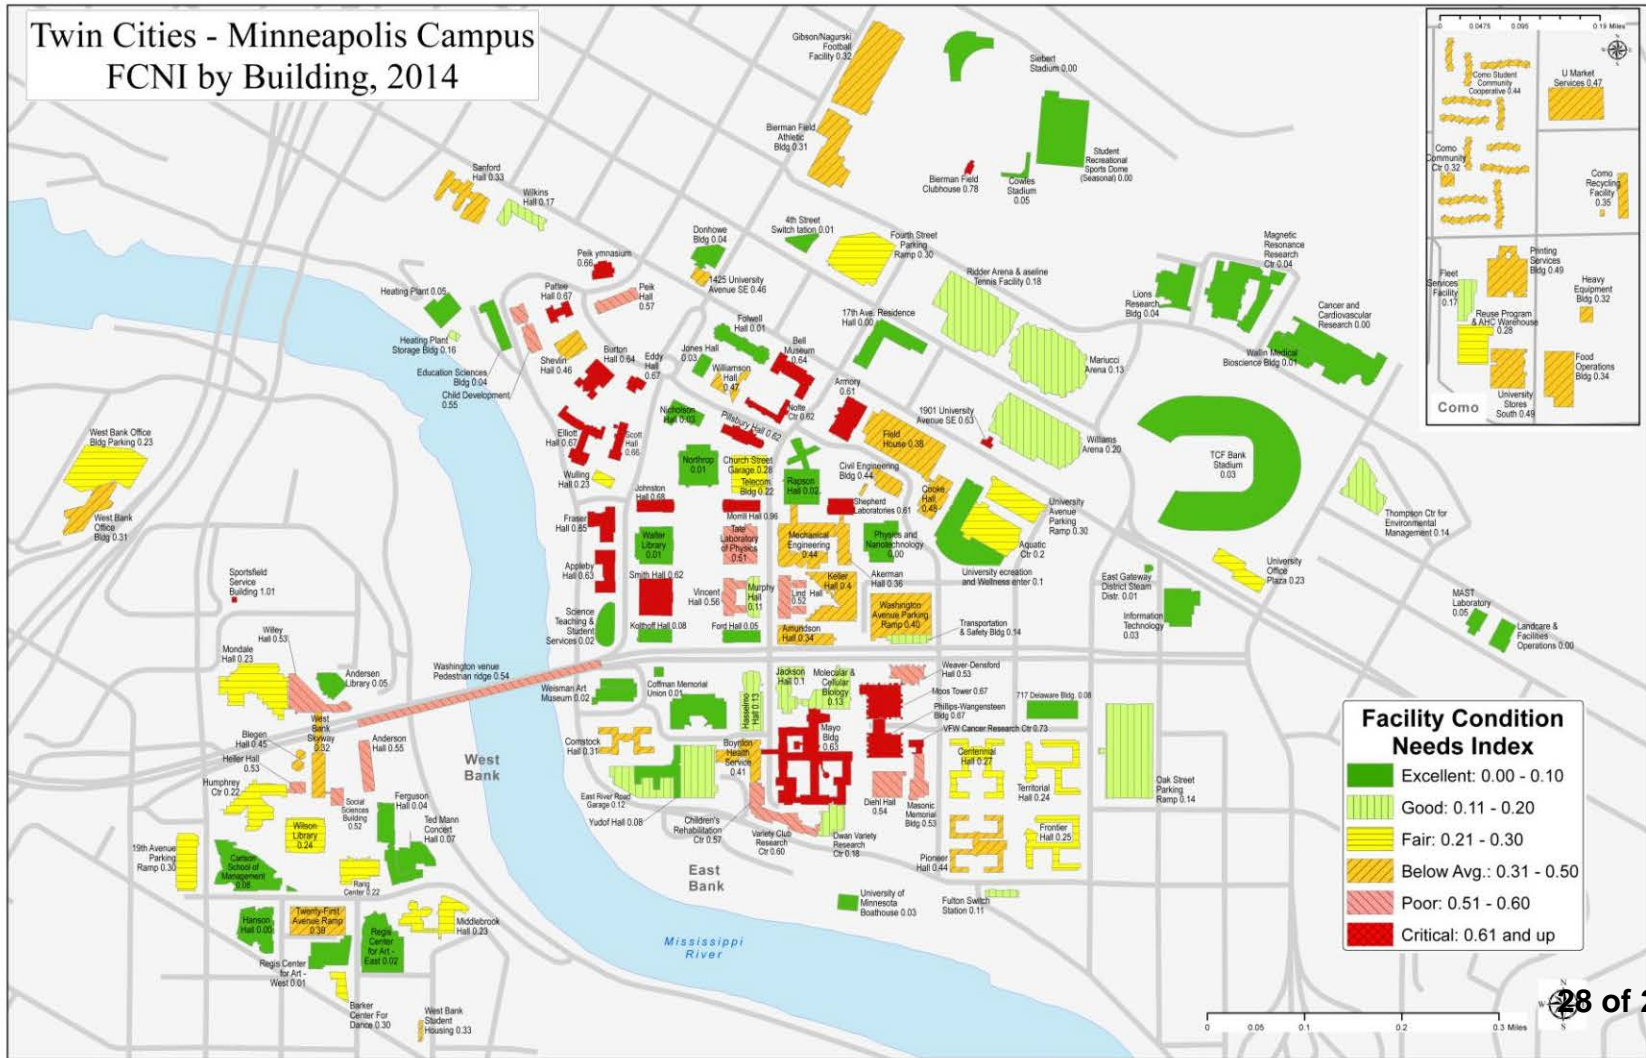 Twin Cities - Minneapolis Campus
FCNI by Building, 2014
Gibson/Nagurski
Football
Facility 0.32
Siebert
Stadium 0.00
Bierman Field
Athletic
Bldg 0.31
Student
Recreational
Sports Dome
(Seasonal) 0.00
Bierman Field
Clubhouse 0.78
Cowles
Stadium
0.05
Sanford
Hall 0.33
Wilkins
Hall 0.17
Donhowe
Bldg 0.04
4th Street
Switch tation 0.01
Fourth Street
Parking
Ramp 0.30
Magnetic
Resonance
Research
Ctr 0.04
Peik ymnasium
0.66
1425 University
Avenue SE 0.46
Ridder Arena & aseline
Tennis Facility 0.18
Heating Plant 0.05
Pattee
Hall 0.67
Peik
Hall
0.57
Lions
Research
Bldg 0.04
Cancer and
Cardiovascular
Research 0.00
Folwell
Hall 0.01
17th Ave. Residence
Hall 0.00
Heating Plant
Storage Bldg 0.16
Jones Hall
0.03
Bell
Museum
0.64
Wallin Medical
Bioscience Bldg 0.01
Shevlin
Hall 0.46
Burton
Hall 0.64
Eddy
Hall
0.67
Williamson
Hall
0.47
Mariucci
Arena 0.13
Education Sciences
Bldg 0.04
Child Development
0.55
Armory
0.61
Nolte
Ctr 0.62
1901 University
Avenue SE 0.63
Nicholson
Hall 0.03
Pillsbury Hall 0.62
Field
House 0.38
Williams
Arena 0.20
Elliott
Hall 0.67
Scott
Hall
0.66
West Bank Office
Bldg Parking 0.23
TCF Bank
Stadium
0.03
Northrop
0.01
Church Street
Garage 0.28
Telecom
Bldg 0.22
Rapson
Hall 0.02
Civil Engineering
Bldg 0.44
Wulling
Hall 0.23
Cooke
Hall
0.48
Johnston
Hall 0.68
Morrill Hall 0.96
Shepherd
Laboratories 0.61
University
Avenue
Parking
Ramp 0.30
Thompson Ctr for
Environmental
Management 0.14
West Bank
Office
Bldg 0.31
Fraser
Hall 0.85
Walter
Library
0.01
Tate
Laboratory
of Physics
0.51
Mechanical
Engineering
0.44
Physics and
Nanotechnology
0.00
Aquatic
Ctr 0.2
Appleby
Hall 0.63
Smith Hall 0.62
Akerman
Hall 0.36
University ecreation
and Wellness enter 0.1
University
Office
Plaza 0.23
Sportsfield
Service
Building 1.01
Vincent
Hall 0.56
Murphy
Hall
0.11
Lind
Hall
0.52
Keller
Hall 0.4
East Gateway
District Steam
Distr. 0.01
Information
Technology
0.03
MAST
Laboratory
0.05
Landcare &
Facilities
Operations 0.00
Science
Teaching &
Student
Services 0.02
Kolthoff Hall 0.08
Ford Hall 0.05
Amundson
Hall 0.34
Washington
Avenue Parking
Ramp 0.40
Transportation
& Safety Bldg 0.14
Willey
Hall 0.53
Mondale
Hall 0.23
Andersen
Library 0.05
Washington venue
Pedestrian ridge 0.54
Weisman Art
Museum 0.02
Coffman Memorial
Union 0.01
Hasselmo
Hall 0.13
Jackson
Hall 0.1
Molecular &
Cellular
Biology
0.13
Weaver-Densford
Hall 0.53
Moos Tower 0.67
Phillips-Wangensteen
Bldg 0.67
VFW Cancer Research Ctr 0.73
717 Delaware Bldg. 0.08
West
Bank
Skyway
0.32
Blegen
Hall 0.45
Heller Hall
0.53
Anderson
Hall 0.55
West
Bank
Comstock
Hall 0.31
Boynton
Health
Service
0.41
Mayo
Bldg
0.63
Centennial
Hall 0.27
Territorial
Hall 0.24
Oak Street
Parking
Ramp 0.14
Humphrey
Ctr 0.22
Social
Sciences
Building
0.52
Ferguson
Hall 0.04
Ted Mann
Concert
Hall 0.07
East River Road
Garage 0.12
Yudof Hall 0.08
Children's
Rehabilitation
Ctr 0.57
Variety Club
Research
Ctr 0.60
Dwan Variety
Research
Ctr 0.18
Diehl Hall
0.54
Masonic
Memorial
Bldg 0.53
Frontier
Hall 0.25
Pioneer
Hall 0.44
Wilson
Library
0.24
19th Avenue
Parking
Ramp 0.30
Carlson
School of
Management
0.08
Rarig
Center 0.22
East
Bank
University of
Minnesota
Boathouse 0.03
Fulton Switch
Station 0.11
Hanson
Hall 0.00
Twenty-First
Avenue Ramp
0.39
Regis
Center
for Art -
East 0.02
Middlebrook
Hall 0.23
Regis Center
for Art -
West 0.01
Barker
Center For
Dance 0.30
West Bank
Student
Housing 0.33
Mississippi
River
0 0.0475 0.095 0.19 Miles
Como Student
Community
Cooperative 0.44
U Market
Services 0.47
Como
Community
Ctr 0.32
Como
Recycling
Facility
0.35
Printing
Services
Bldg 0.49
Fleet
Services
Facility
0.17
Heavy
Equipment
Bldg 0.32
Reuse Program
& AHC Warehouse
0.28
Food
Operations
Bldg 0.34
University
Stores
South 0.49
Como
Facility Condition
Needs Index
Excellent: 0.00 - 0.10
Good: 0.11 - 0.20
Fair: 0.21 - 0.30
Below Avg.: 0.31 - 0.50
Poor: 0.51 - 0.60
Critical: 0.61 and up
0 0.05 0.1 0.2 0.3 Miles
N
W
S
28 of 2